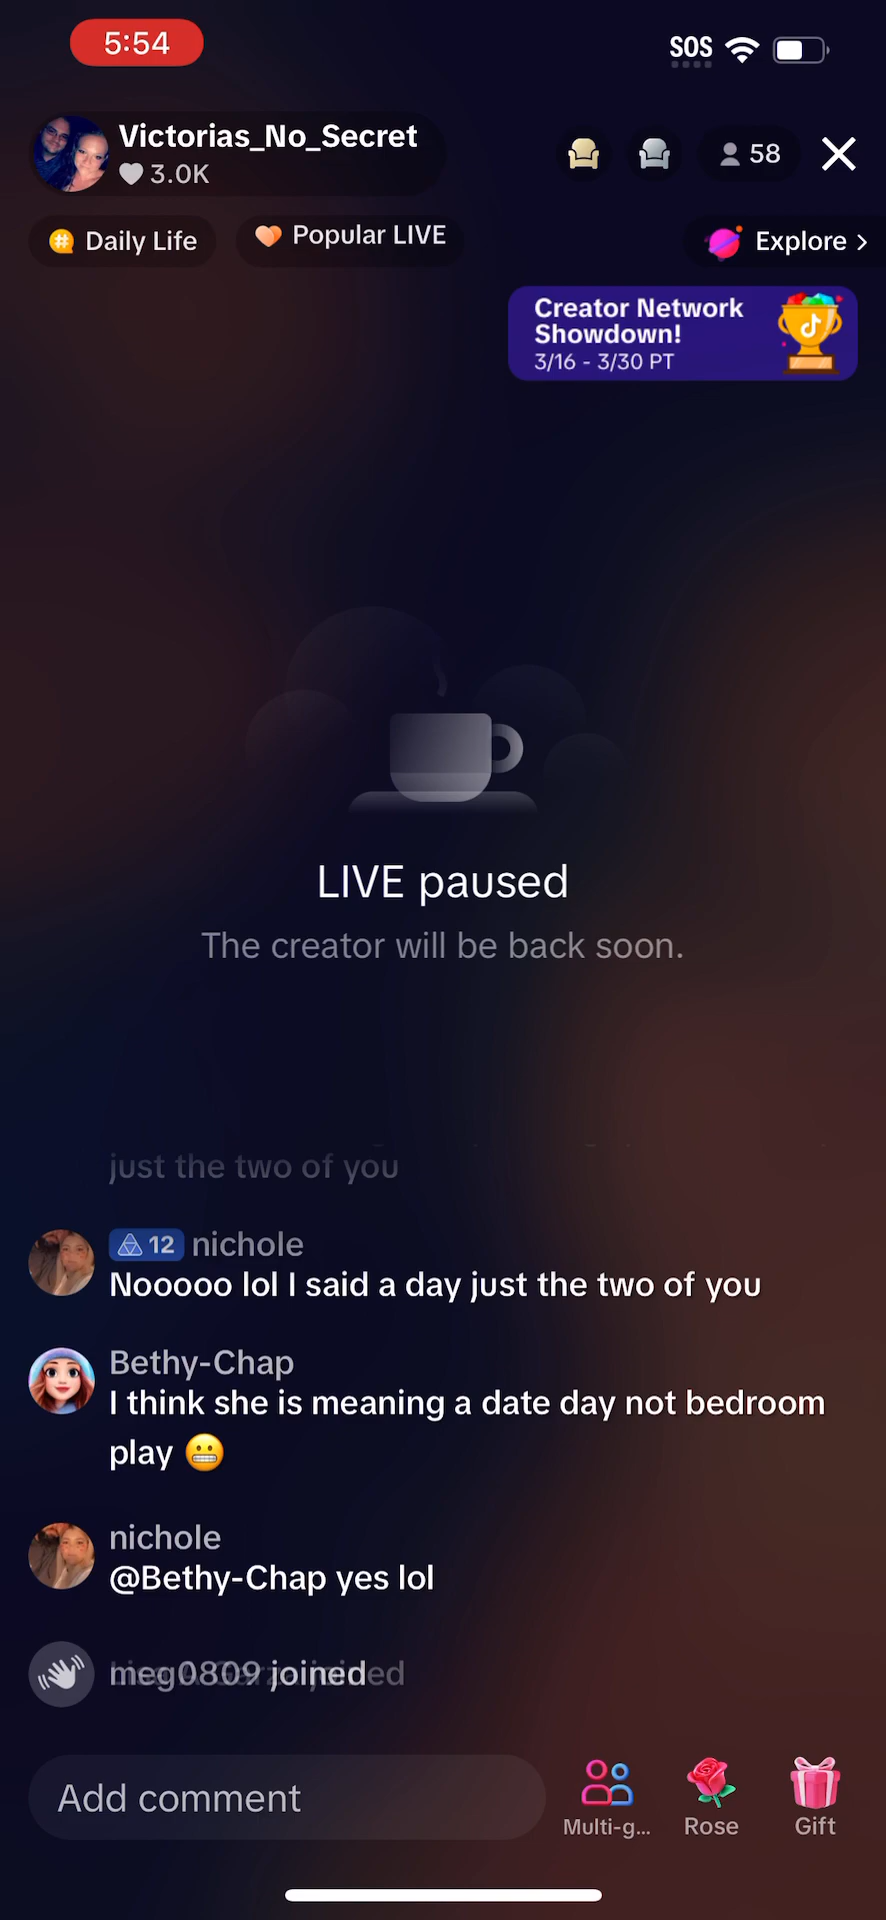 5:54
SOS
Victorias_No_Secret
3.0K
58
Daily Life
Popular LIVE
Explore >
Creator Network
Showdown!
3/16 - 3/30 PT
LIVE paused
The creator will be back soon.
just the two of you
12 nichole
Nooooo lol I said a day just the two of you
Bethy-Chap
I think she is meaning a date day not bedroom
play 😬
nichole
@Bethy-Chap yes lol
meg0809 joined
Add comment
Multi-g...
Rose
Gift